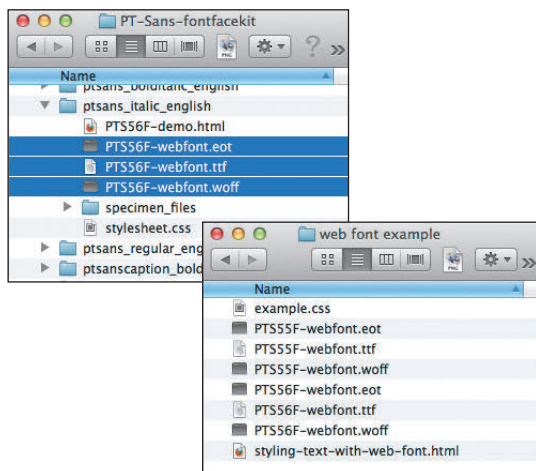 PT-Sans-fontfacekit
PNG
Name
ptsans_bolditalic_english
ptsans_italic_english
PTS56F-demo.html
PTS56F-webfont.eot
PTS56F-webfont.ttf
PTS56F-webfont.woff
specimen_files
stylesheet.css
ptsans_regular_eng
ptsanscaption_bold
web font example
PNG
Name
example.css
PTS55F-webfont.eot
PTS55F-webfont.ttf
PTS55F-webfont.woff
PTS56F-webfont.eot
PTS56F-webfont.ttf
PTS56F-webfont.woff
styling-text-with-web-font.html